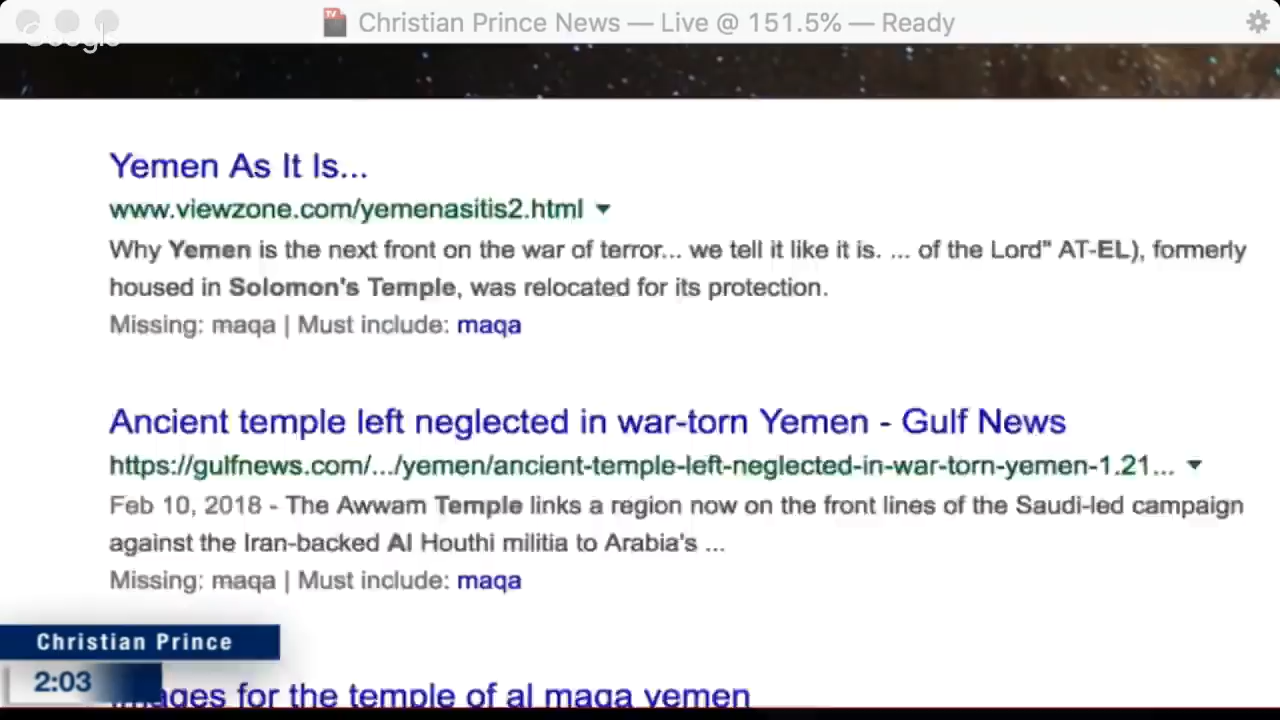 Christian Prince News — Live @ 151.5% — Ready
Google
Yemen As It Is...
www.viewzone.com/yemenasitis2.html
Why Yemen is the next front on the war of terror... we tell it like it is. ... of the Lord" AT-EL), formerly
housed in Solomon's Temple, was relocated for its protection.
Missing: maqa | Must include: maqa
Ancient temple left neglected in war-torn Yemen - Gulf News
https://gulfnews.com/.../yemen/ancient-temple-left-neglected-in-war-torn-yemen-1.21...
Feb 10, 2018 - The Awwam Temple links a region now on the front lines of the Saudi-led campaign
against the Iran-backed Al Houthi militia to Arabia's ...
Missing: maqa | Must include: maqa
Christian Prince
2:03
Images for the temple of al maqa yemen